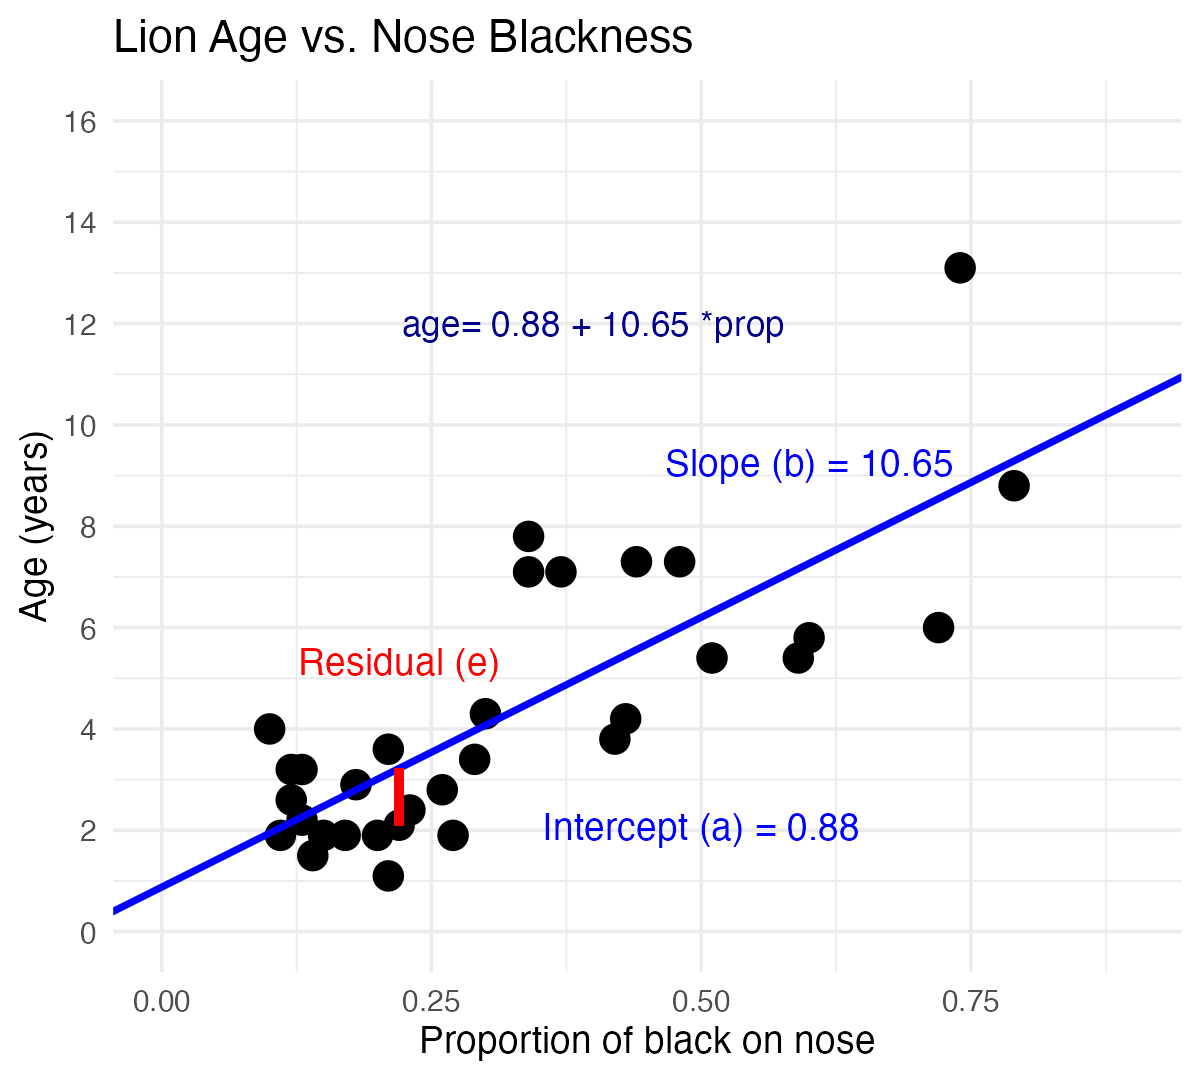 Lion Age vs. Nose Blackness
16
14
12
10
8
6
4
2
0
age= 0.88 + 10.65 *prop
Slope (b) = 10.65
Residual (e)
Intercept (a) = 0.88
Age (years)
0.00 0.25 0.50 0.75
Proportion of black on nose